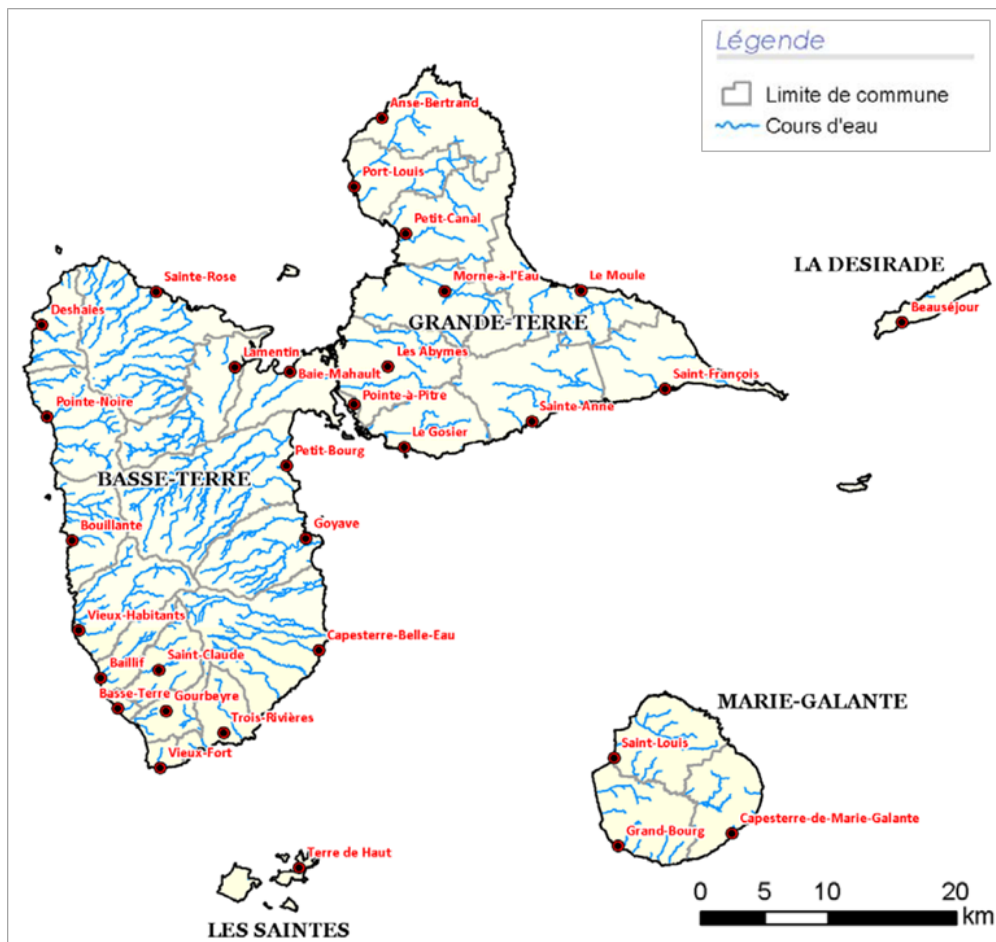 Légende
Limite de commune
Cours d'eau
Anse-Bertrand
Port-Louis
Petit-Canal
LA DESIRADE
Sainte-Rose
Morne-à-l'Eau
Le Moule
Beauséjour
Deshaies
GRANDE-TERRE
Lamentin
Les Abymes
Baie Mahault
Saint-François
Pointe-Noire
Pointe-à-Pitre
Sainte-Anne
Le Gosier
Petit-Bourg
BASSE-TERRE
Bouillante
Goyave
Vieux-Habitants
Capesterre-Belle-Eau
Saint-Claude
Baillif
Basse-Terre
Gourbeyre
MARIE-GALANTE
Trois-Rivières
Saint-Louis
Vieux-Fort
Capesterre-de-Marie-Galante
Grand-Bourg
Terre de Haut
LES SAINTES
0 5 10 20
km